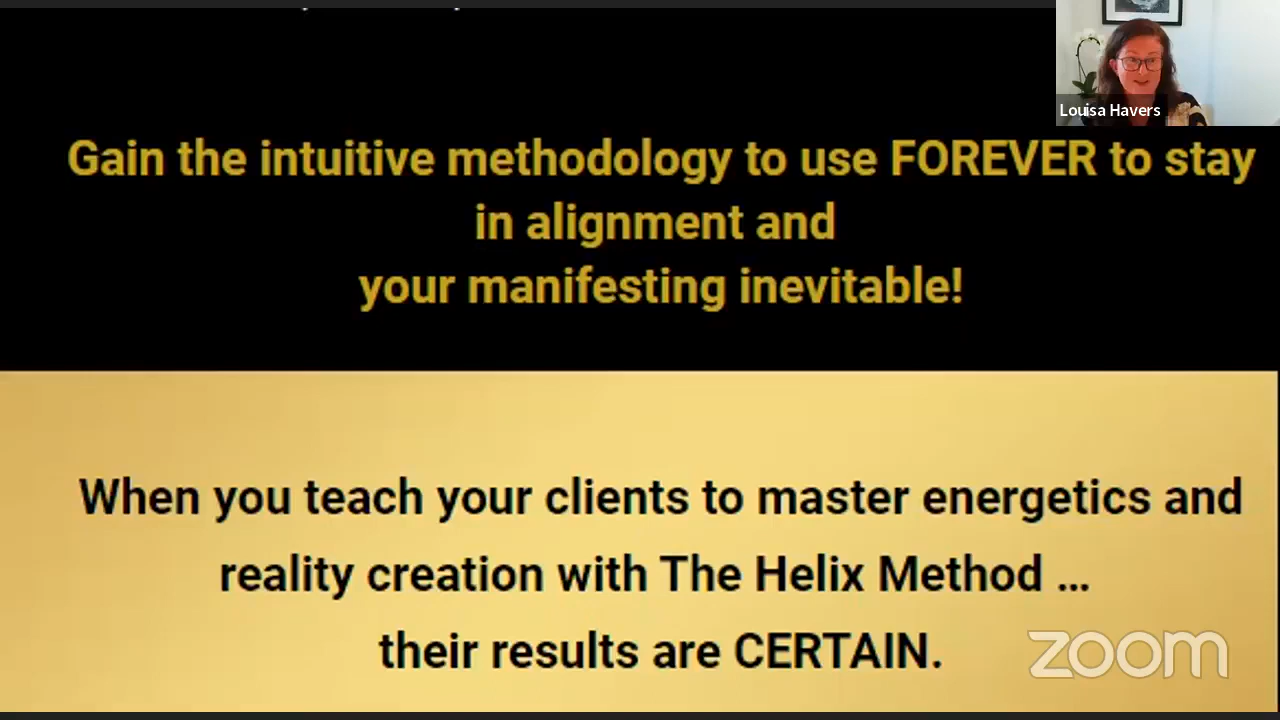 Louisa Havers
Gain the intuitive methodology to use FOREVER to stay
in alignment and
your manifesting inevitable!
When you teach your clients to master energetics and
reality creation with The Helix Method ...
their results are CERTAIN.
zoom